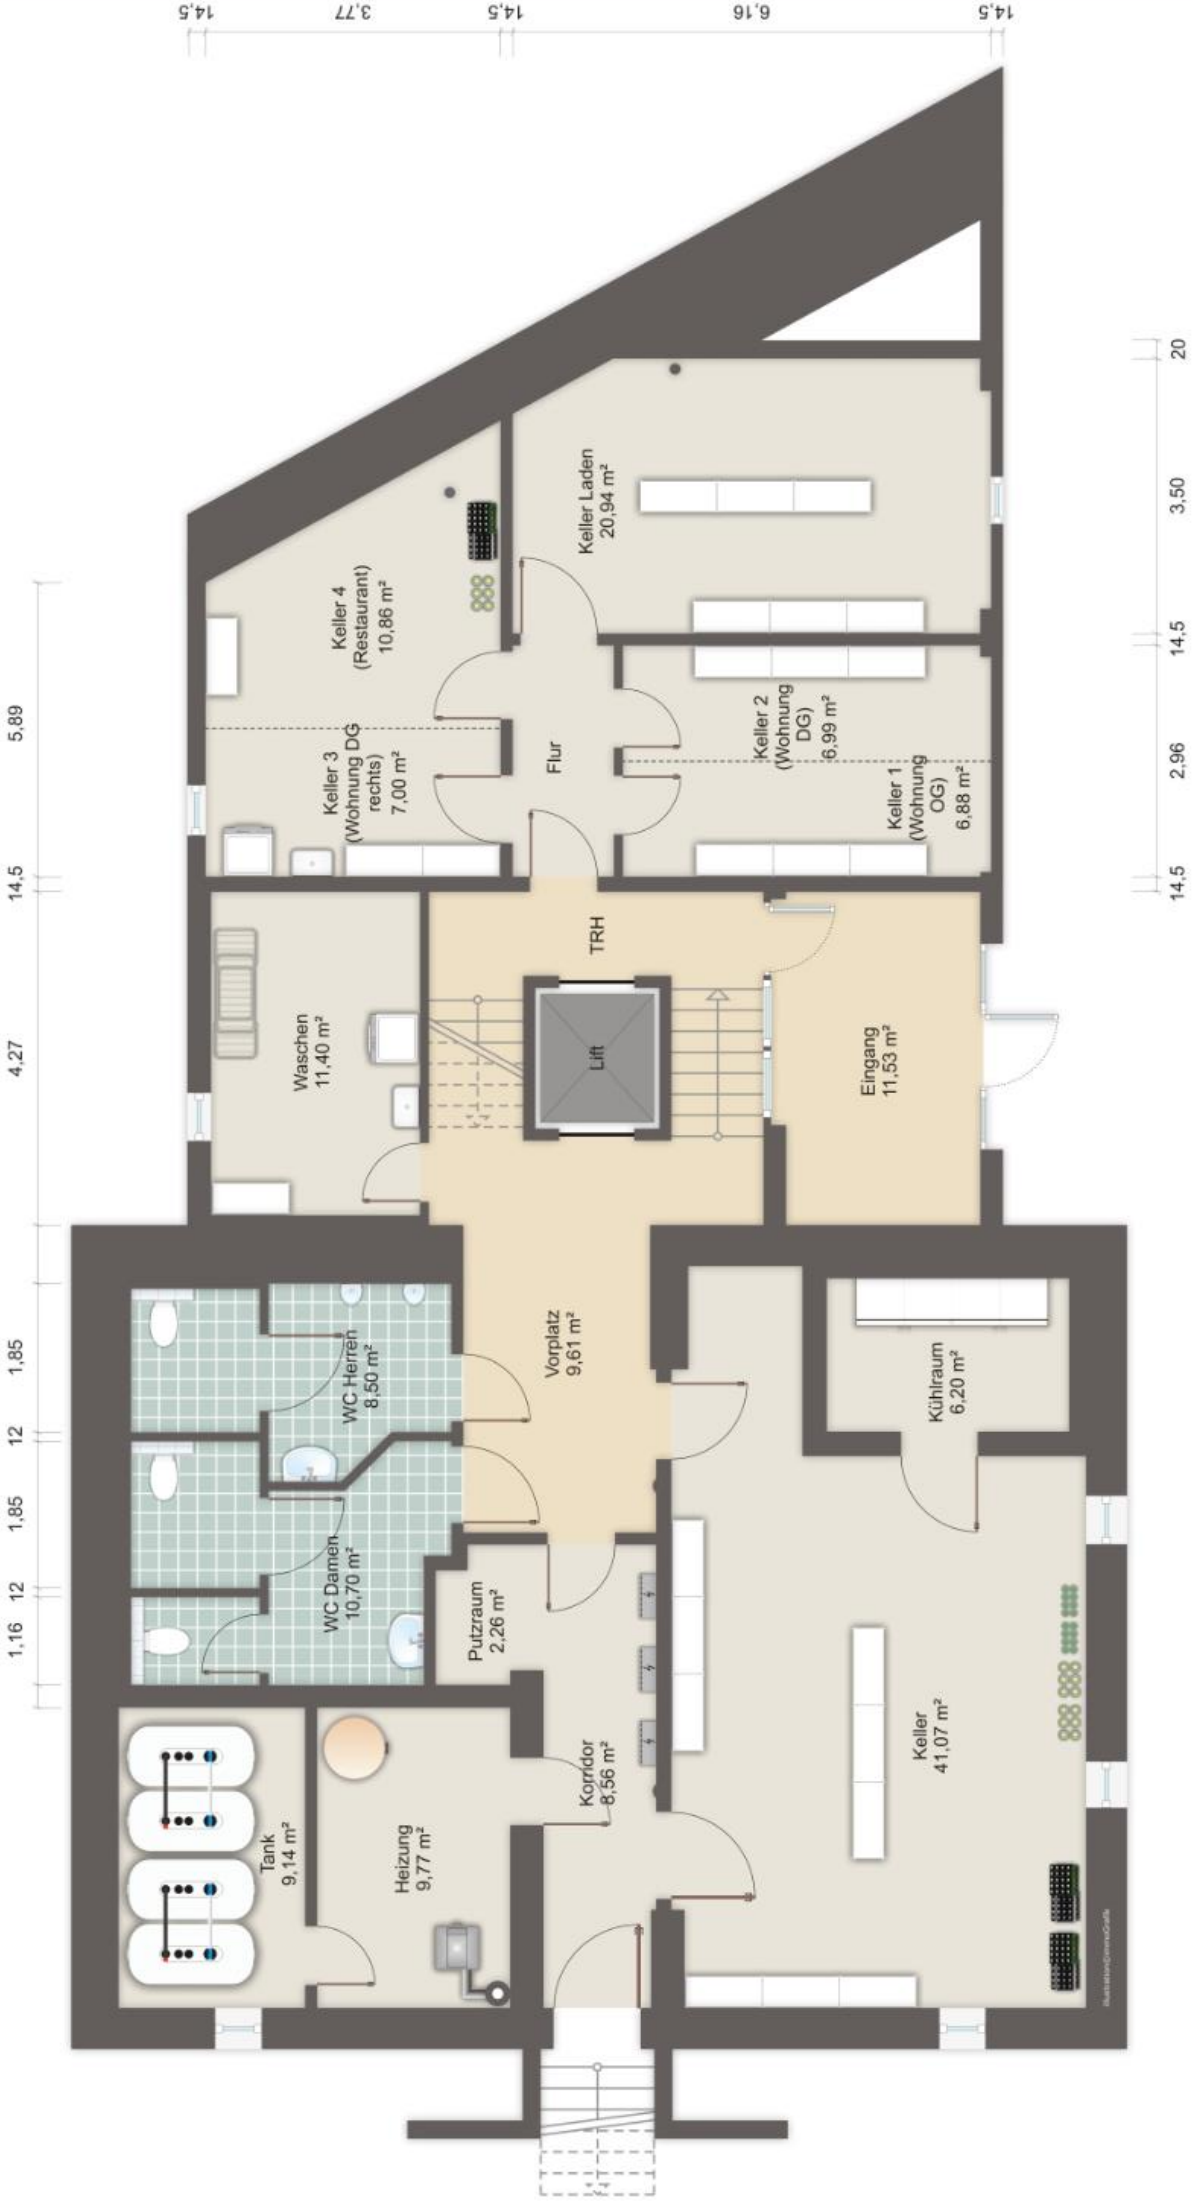 14,5
3,77
14,5
6,16
14,5
20
3,50
14,5
2,96
14,5
5,89
14,5
4,27
1,85
12
1,85
12
1,16
Keller Laden
20,94 m²
Keller 4
(Restaurant)
10,86 m²
Keller 3
(Wohnung DG
rechts)
7,00 m²
Flur
Keller 2
(Wohnung
DG)
6,99 m²
Keller 1
(Wohnung
OG)
6,88 m²
TRH
Waschen
11,40 m²
Lift
Eingang
11,53 m²
WC Herren
8,50 m²
Vorplatz
9,61 m²
Kühlraum
6,20 m²
WC Damen
10,70 m²
Putzraum
2,26 m²
Keller
41,07 m²
Korridor
8,56 m²
Tank
9,14 m²
Heizung
9,77 m²